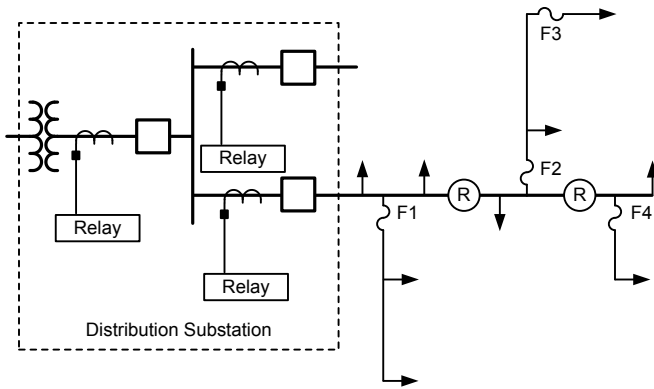 F3
Relay
F2
R
R
F1
F4
Relay
Relay
Distribution Substation